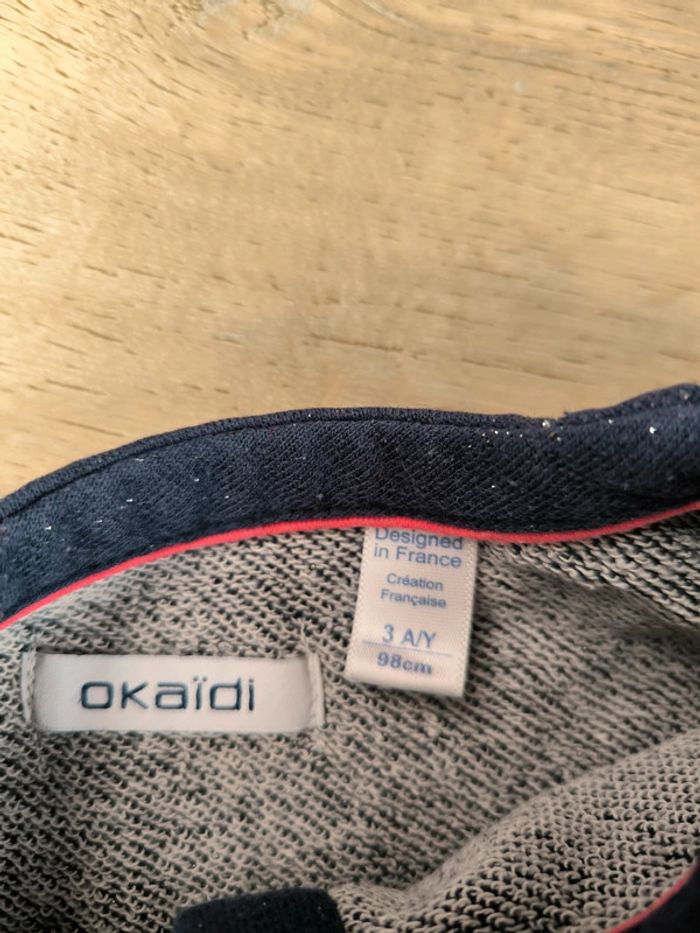 Designed
in France
Création
Française
3 A/Y
98cm
okaïdi